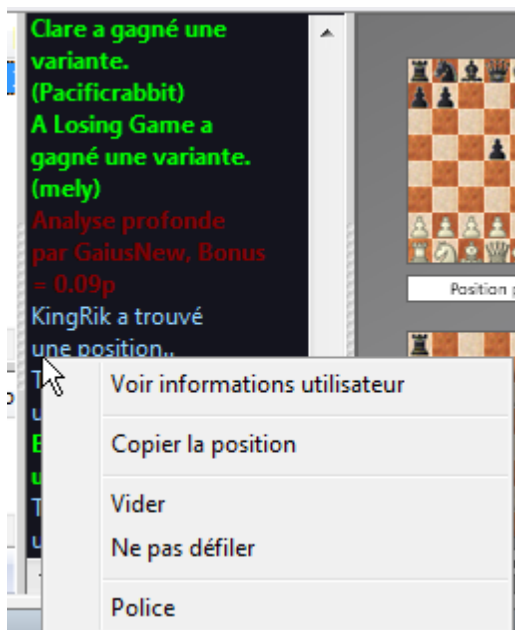 Clare a gagné une
variante.
(Pacificrabbit)
A Losing Game a
gagné une variante.
(mely)
Analyse profonde
par GaiusNew, Bonus
= 0.09p
KingRik a trouvé
une position..
Voir informations utilisateur
Copier la position
Vider
Ne pas défiler
Police
Position